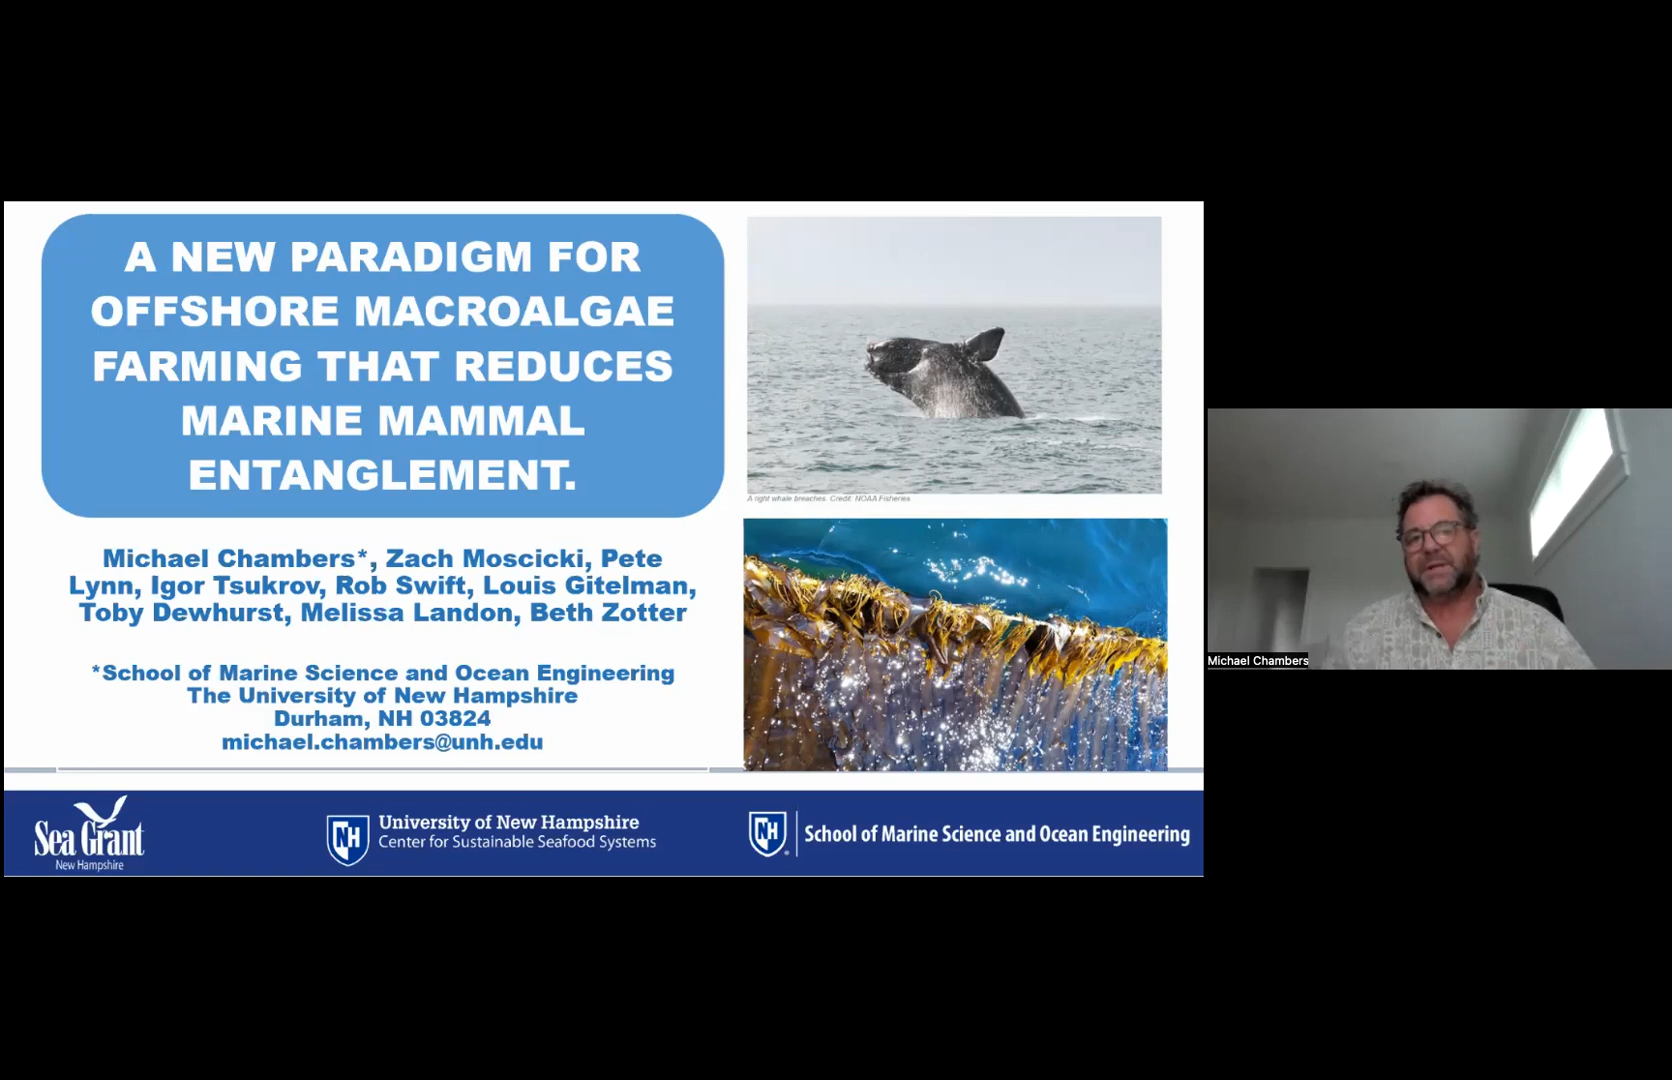 A NEW PARADIGM FOR
OFFSHORE MACROALGAE
FARMING THAT REDUCES
MARINE MAMMAL
ENTANGLEMENT.
A right whale breaches. Credit: NOAA Fisheries
Michael Chambers*, Zach Moscicki, Pete
Lynn, Igor Tsukrov, Rob Swift, Louis Gitelman,
Toby Dewhurst, Melissa Landon, Beth Zotter
*School of Marine Science and Ocean Engineering
The University of New Hampshire
Durham, NH 03824
michael.chambers@unh.edu
Sea Grant
New Hampshire
NH
University of New Hampshire
Center for Sustainable Seafood Systems
NH
School of Marine Science and Ocean Engineering
Michael Chambers